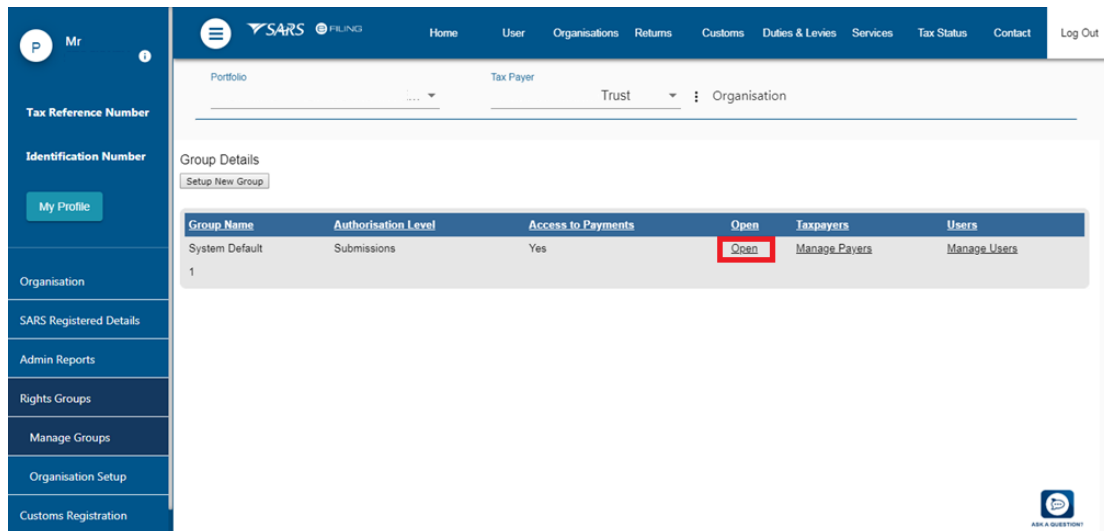 P
Mr
i
Tax Reference Number
Identification Number
My Profile
Organisation
SARS Registered Details
Admin Reports
Rights Groups
Manage Groups
Organisation Setup
Customs Registration
SARS eFILING
Home User Organisations Returns Customs Duties & Levies Services Tax Status Contact Log Out
Portfolio Tax Payer
... Trust Organisation
Group Details
Setup New Group
Group Name Authorisation Level Access to Payments Open Taxpayers Users
System Default Submissions Yes Open Manage Payers Manage Users
1
ASK A QUESTION?